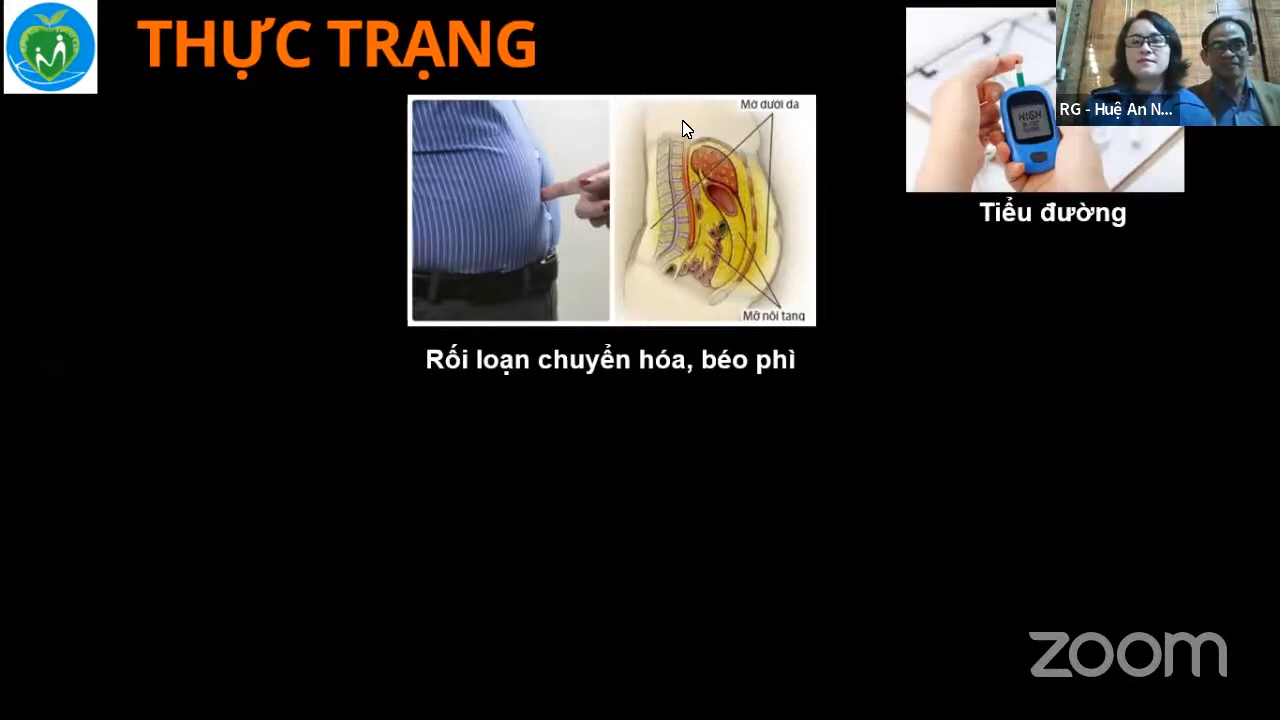 THỰC TRẠNG
RG - Huệ An N...
Mỡ dưới da
HIGH
Tiểu đường
Mỡ nội tạng
Rối loạn chuyển hóa, béo phì
zoom